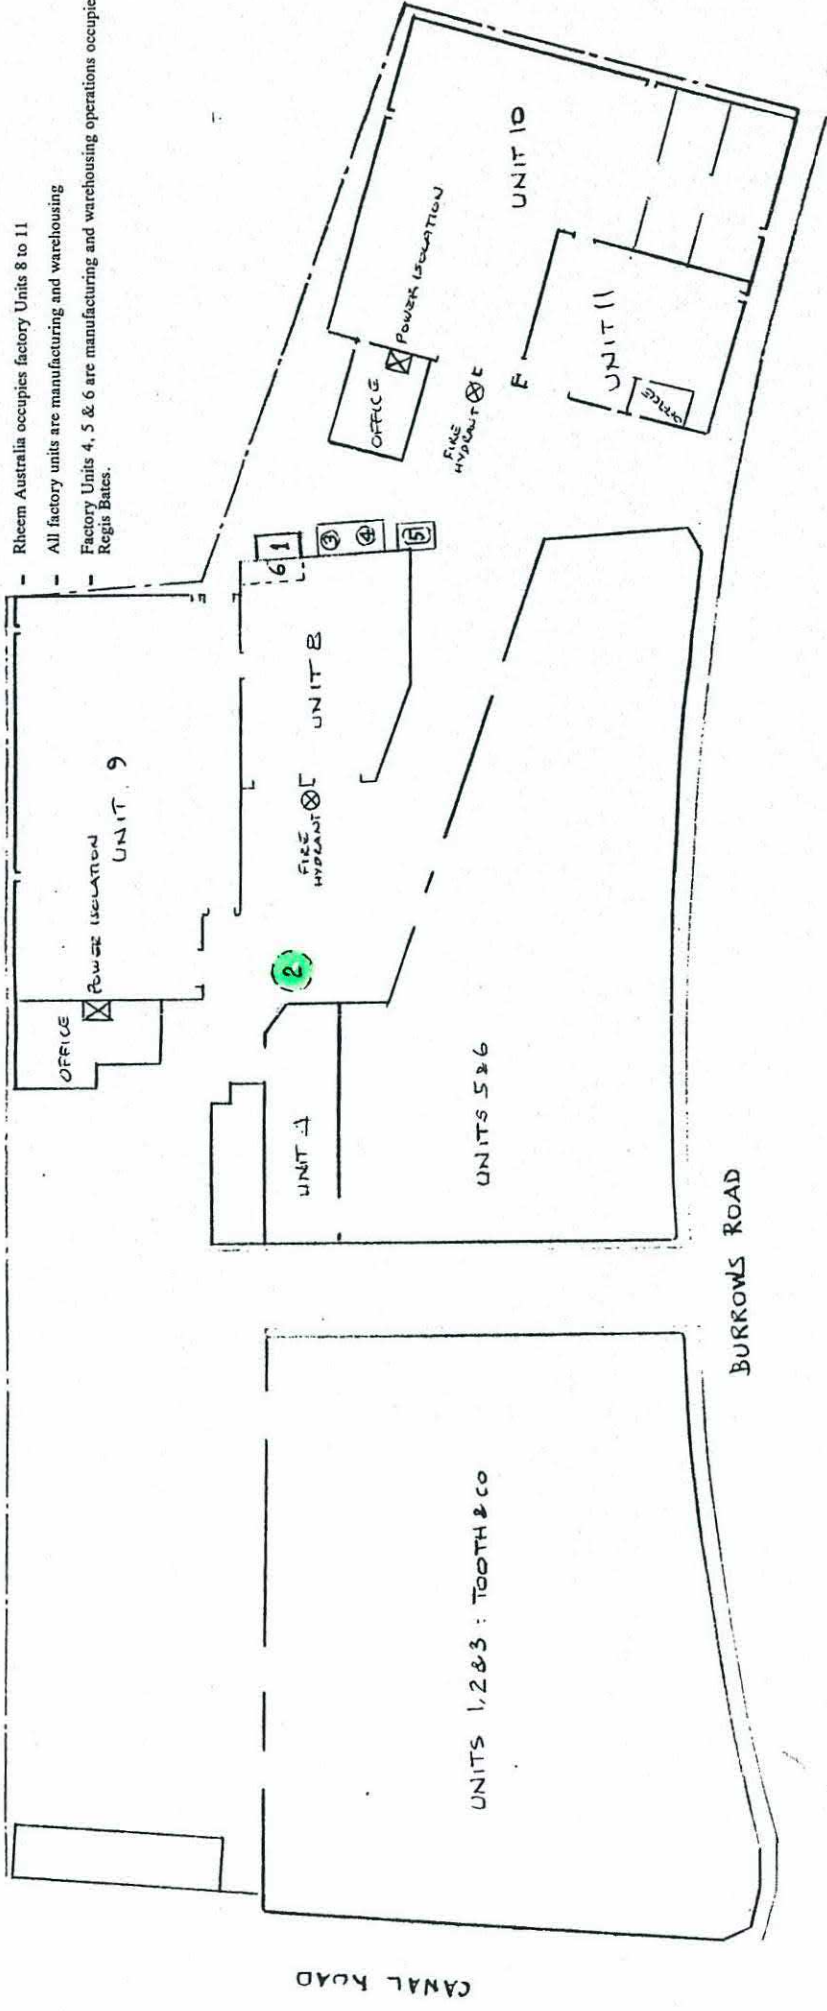 - Rheem Australia occupies factory Units 8 to 11
- All factory units are manufacturing and warehousing
- Factory Units 4, 5 & 6 are manufacturing and warehousing operations
Regis Bates.
OFFICE
POWER ISOLATION
UNIT 9
2
FIRE
HYDRANT
UNIT 8
6
1
3
4
5
OFFICE
POWER ISOLATION
FIRE
HYDRANT
UNIT 10
UNIT 11
OFFICE
UNIT 4
UNITS 5 & 6
UNITS 1, 2 & 3 : TOOTH & CO
BURROWS ROAD
CANAL ROAD